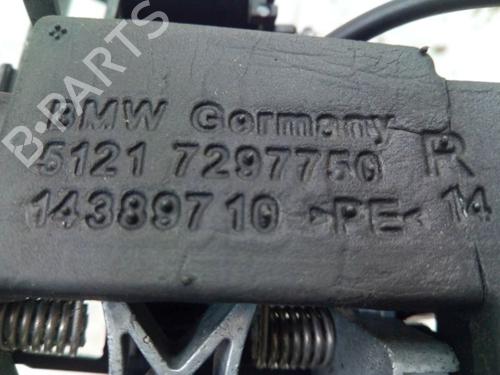 B-PARTS
BMW Germany
5121 7297750 R
14389710 >PE< 14